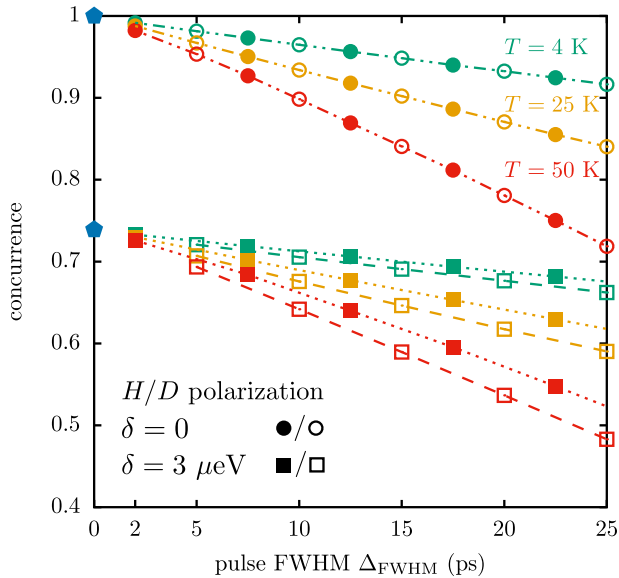 1
0.9
0.8
0.7
0.6
0.5
0.4
concurrence
T = 4 K
T = 25 K
T = 50 K
H/D polarization
δ = 0 /
δ = 3 μeV /
0 2 5 10 15 20 25
pulse FWHM Δ_FWHM (ps)